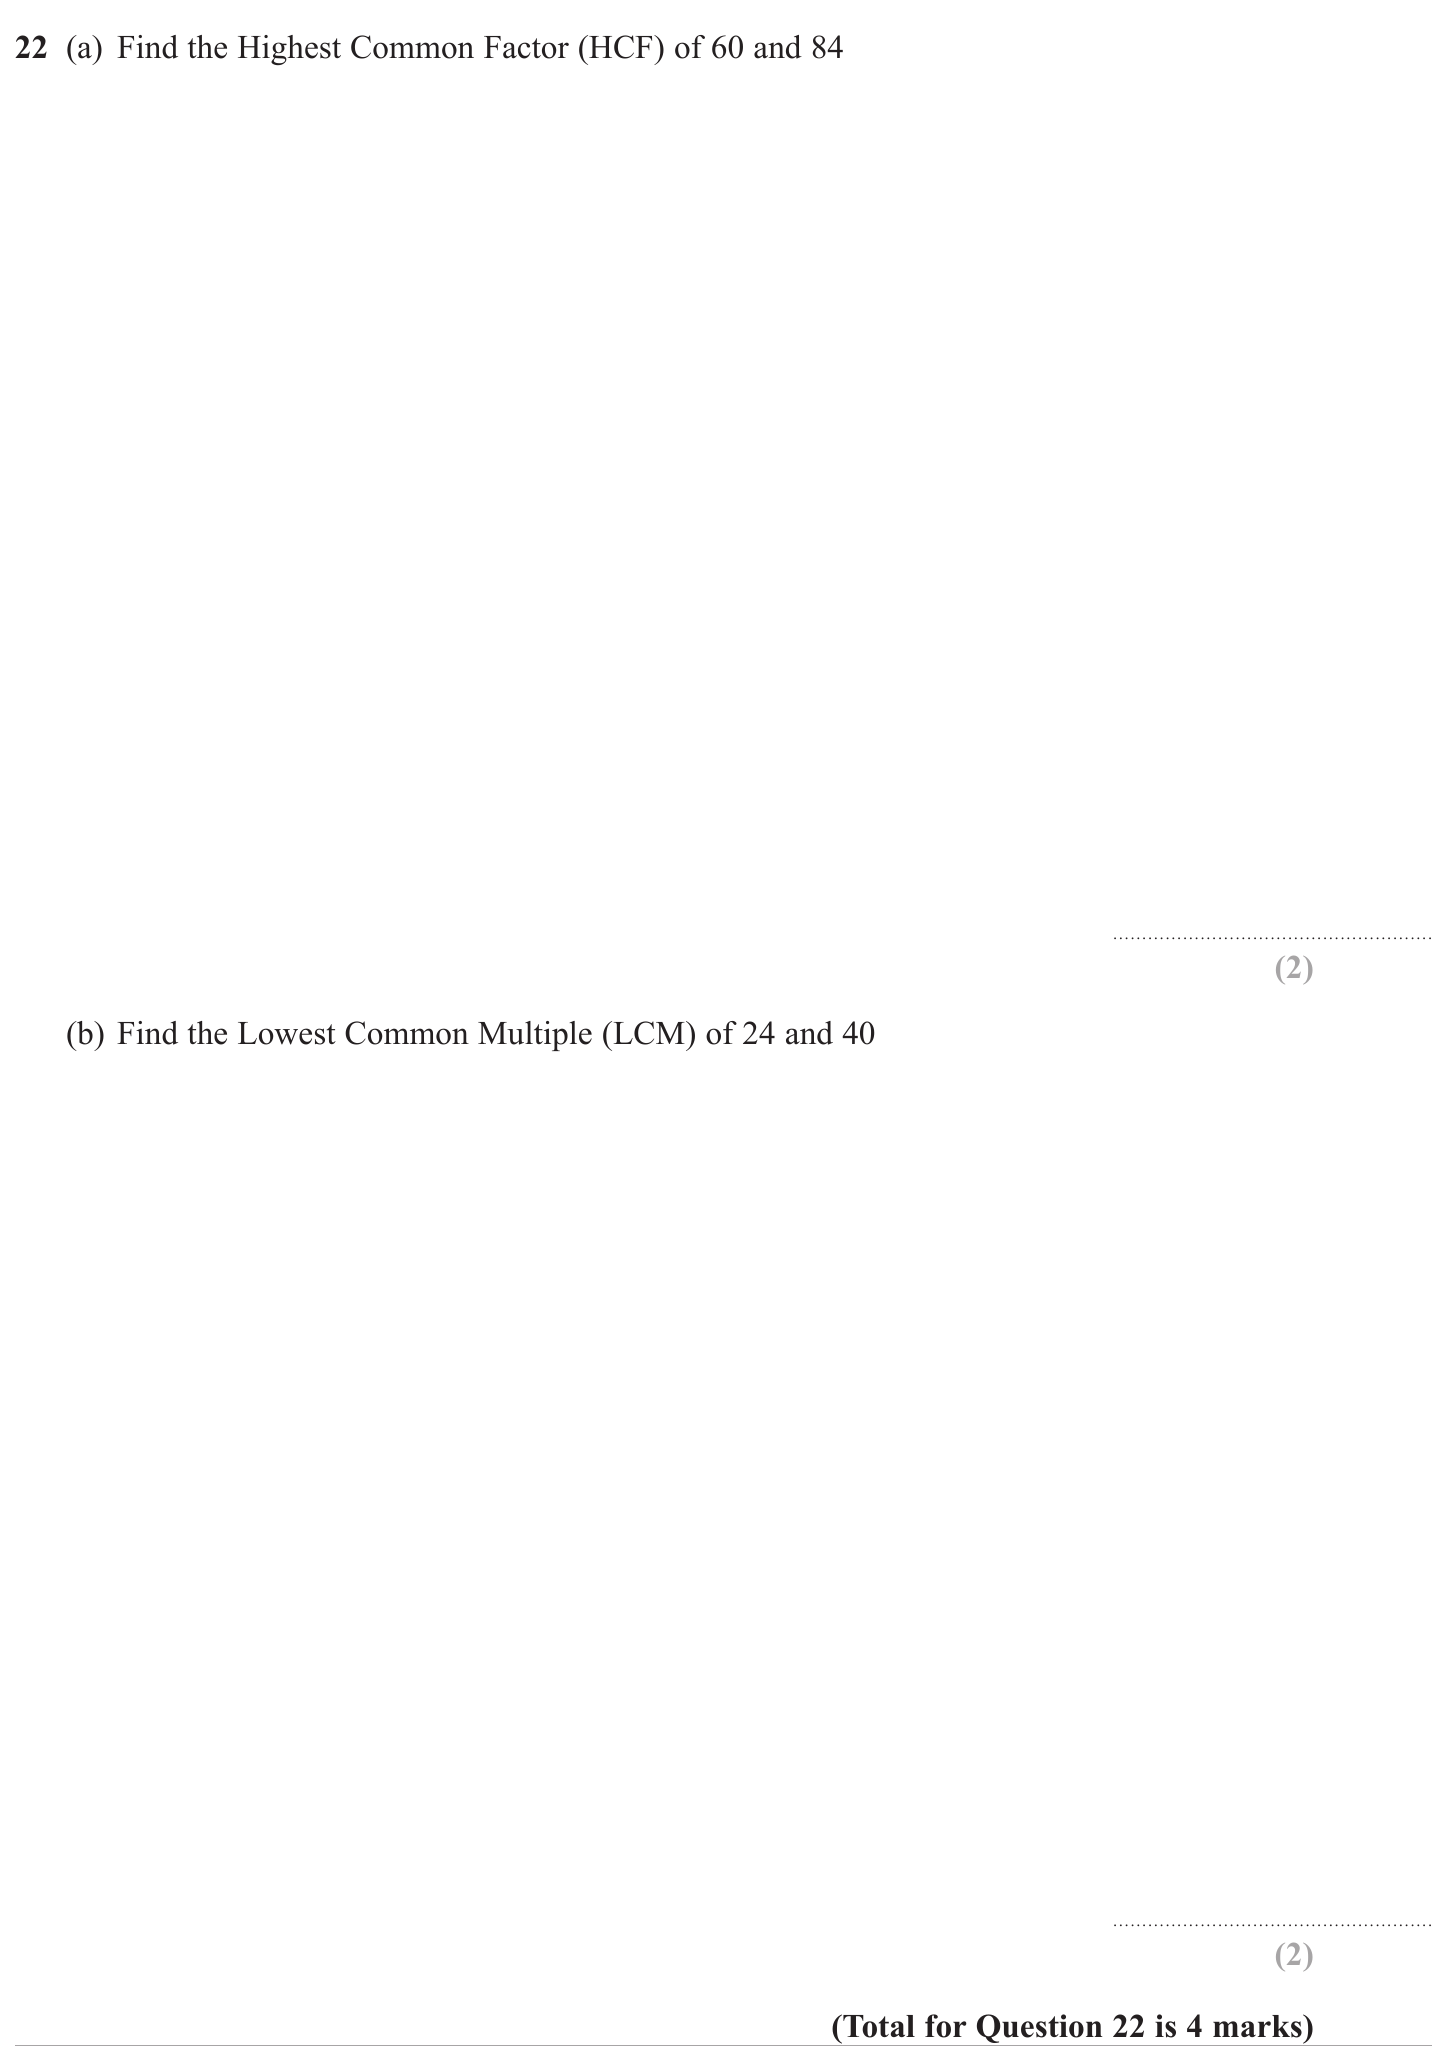 22 (a) Find the Highest Common Factor (HCF) of 60 and 84
(2)
(b) Find the Lowest Common Multiple (LCM) of 24 and 40
(2)
(Total for Question 22 is 4 marks)